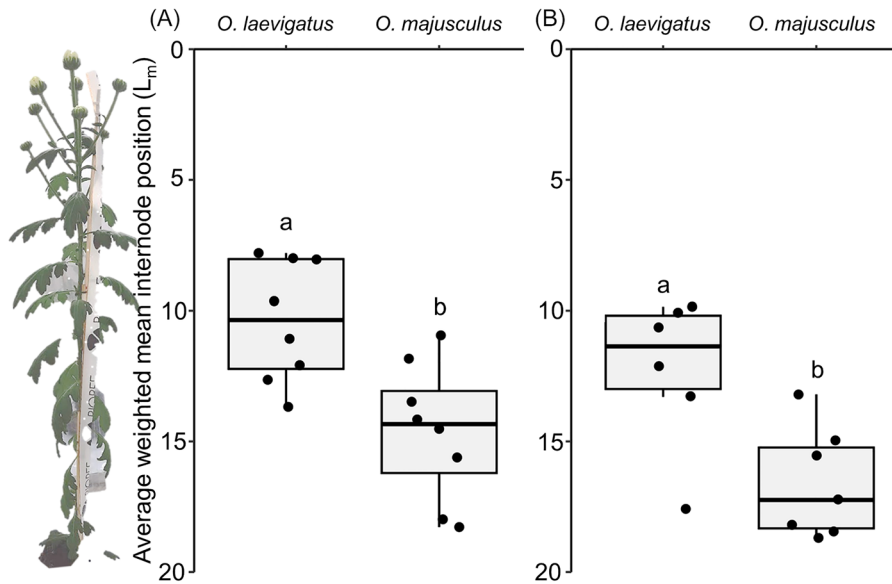 (A)
O. laevigatus O. majusculus
(B)
O. laevigatus O. majusculus
Average weighted mean internode position (Lm)
0
5
10
15
20
a
b
0
5
10
15
20
a
b